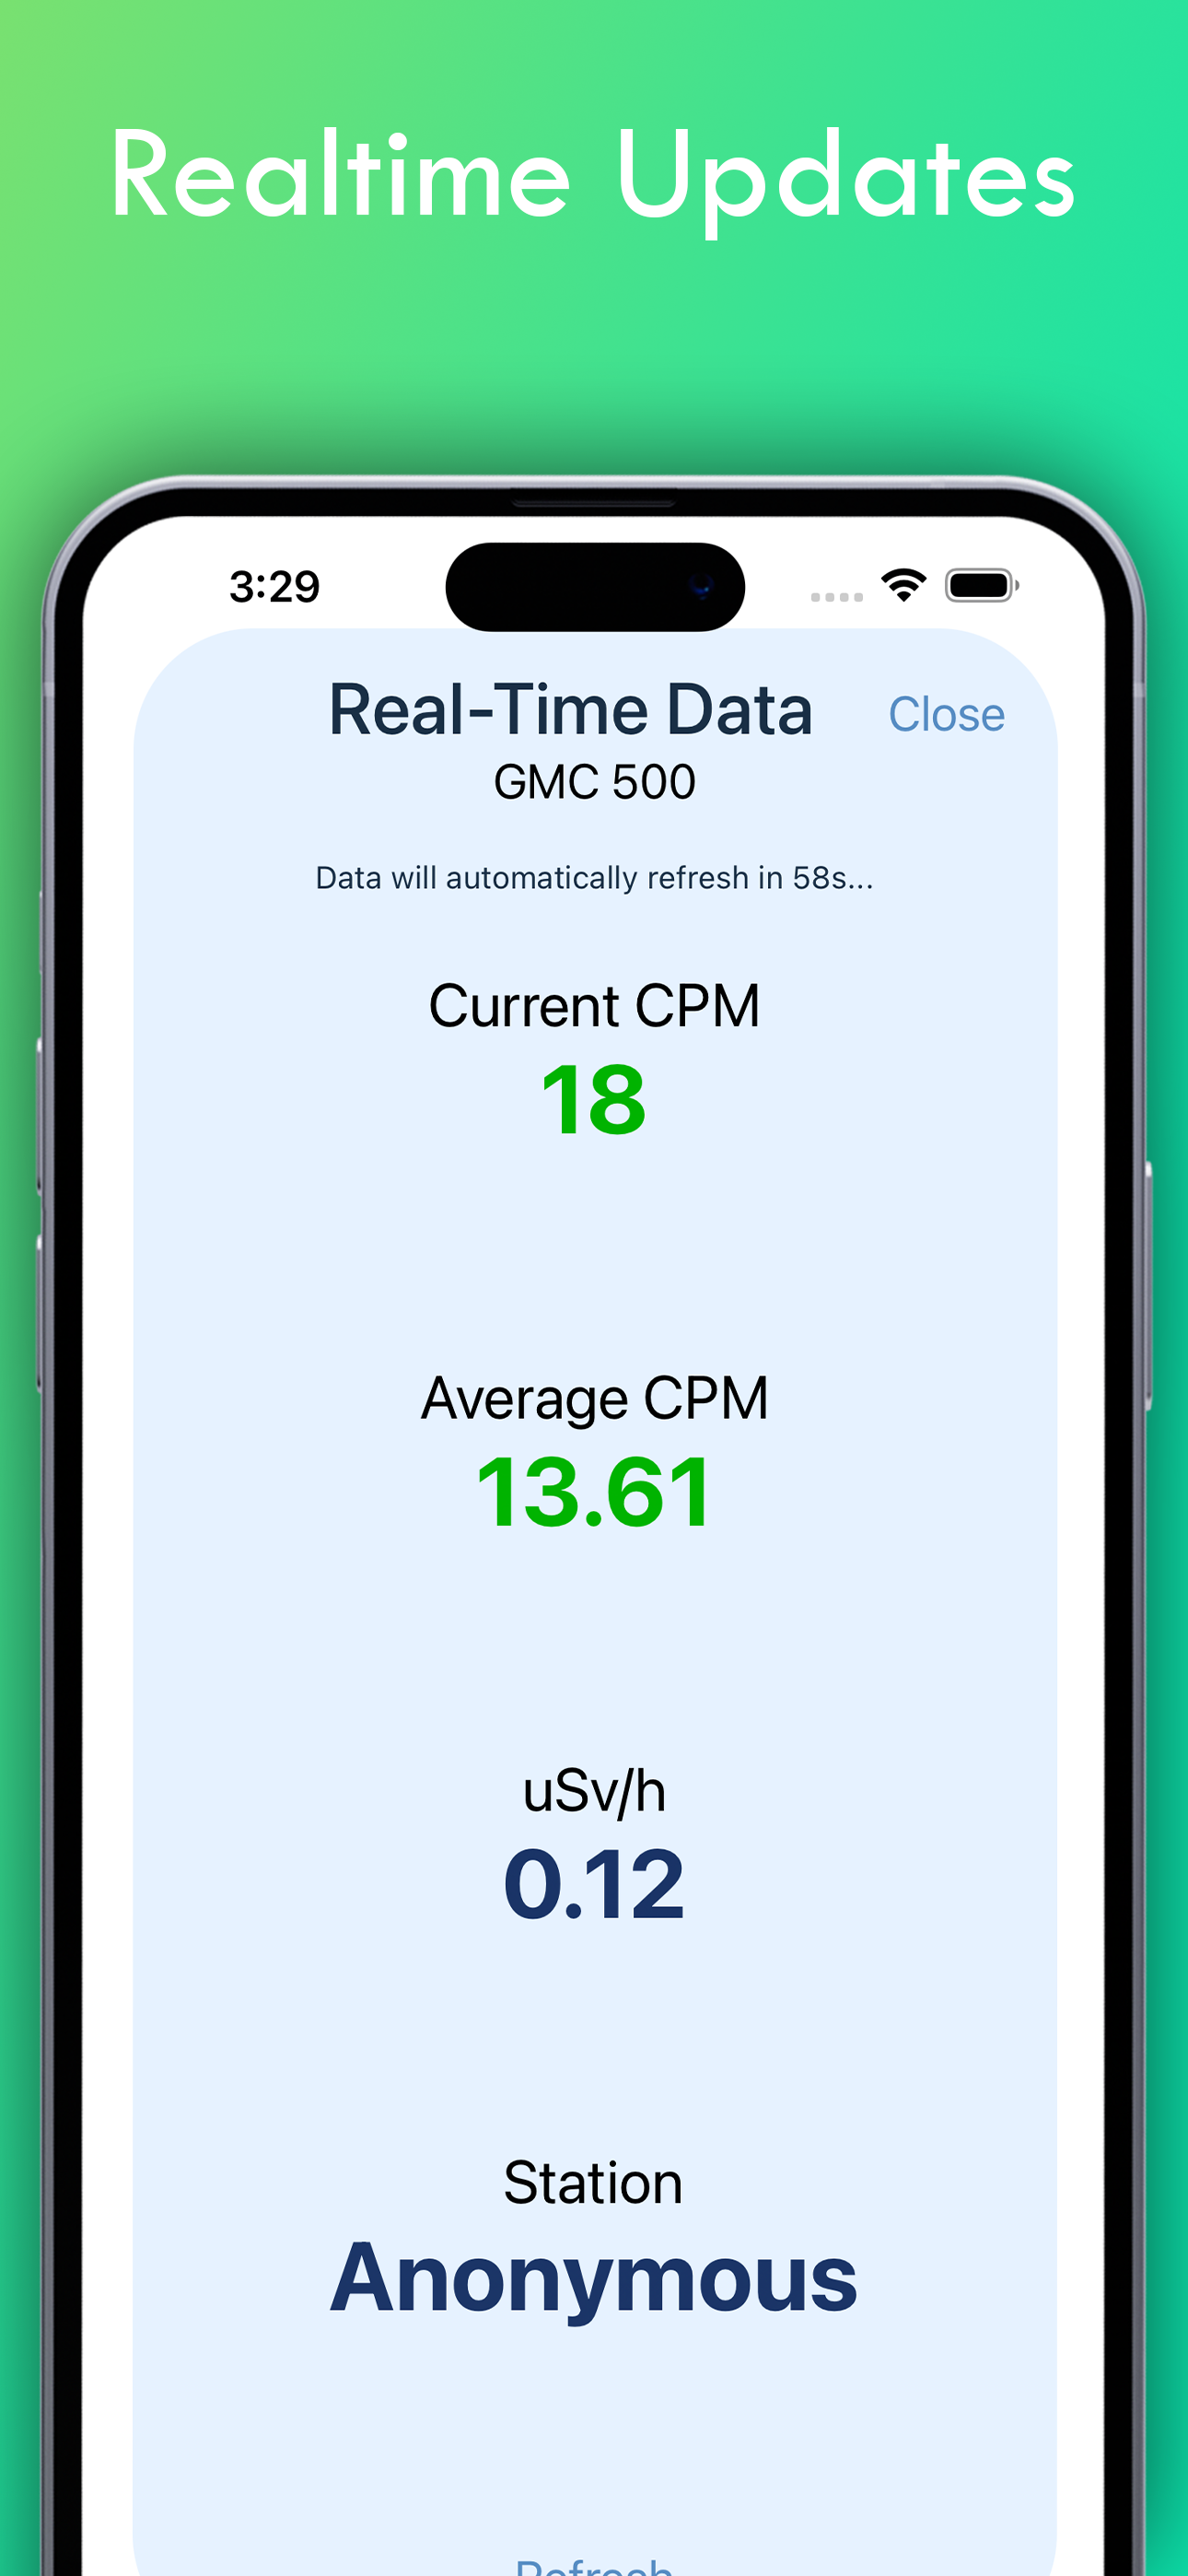 Realtime Updates
3:29
Real-Time Data
Close
GMC 500
Data will automatically refresh in 58s...
Current CPM
18
Average CPM
13.61
uSv/h
0.12
Station
Anonymous
Refresh